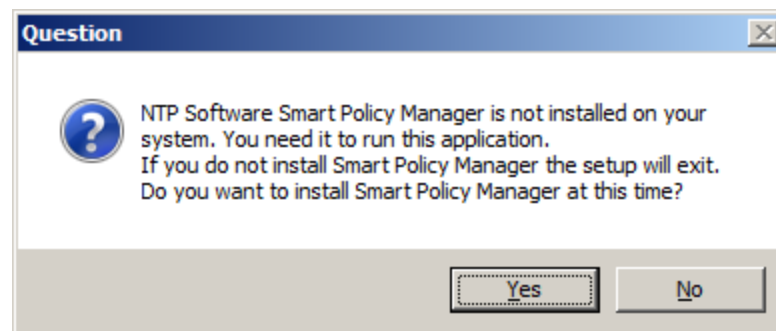 Question
NTP Software Smart Policy Manager is not installed on your
system. You need it to run this application.
If you do not install Smart Policy Manager the setup will exit.
Do you want to install Smart Policy Manager at this time?
Yes No